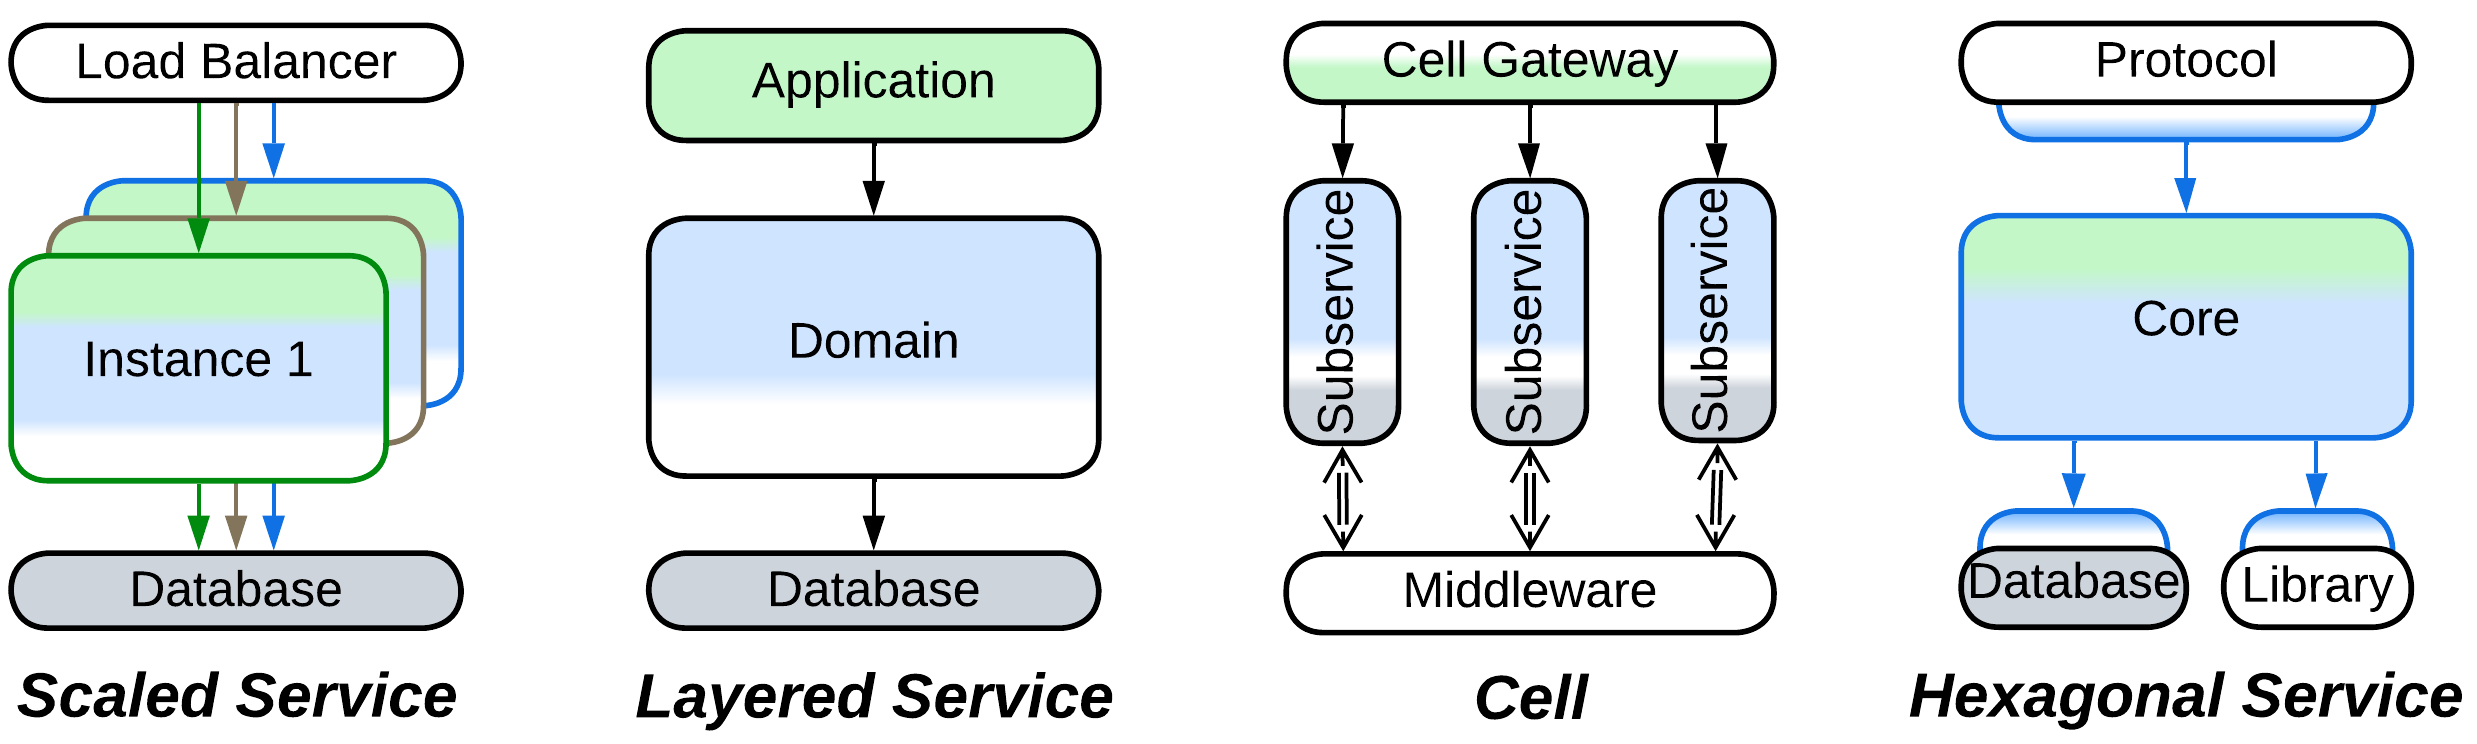 Load Balancer
Instance 1
Database
Scaled Service
Application
Domain
Database
Layered Service
Cell Gateway
Subservice
Subservice
Subservice
Middleware
Cell
Protocol
Core
Database
Library
Hexagonal Service